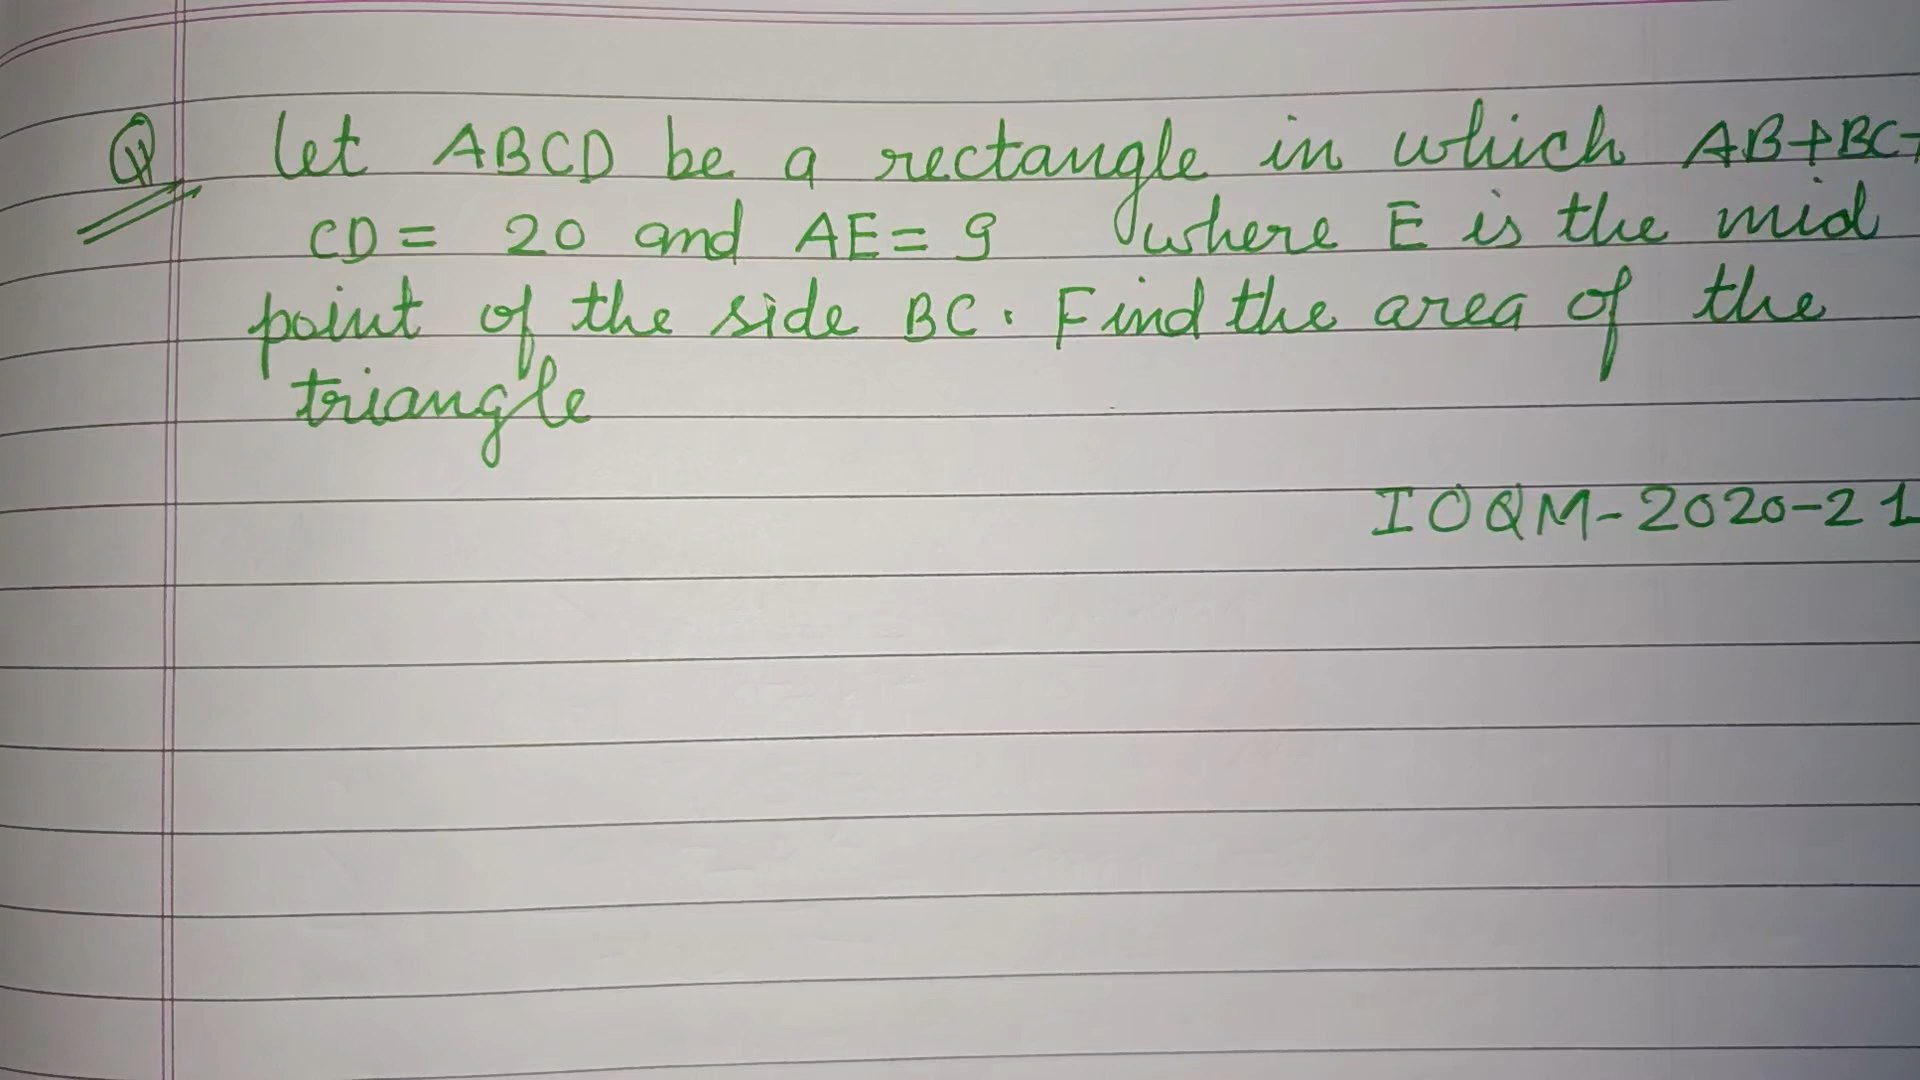 Q Let ABCD be a rectangle in which AB+BC+
CD = 20 and AE = 9 where E is the mid
point of the side BC. Find the area of the
triangle
IOQM-2020-21